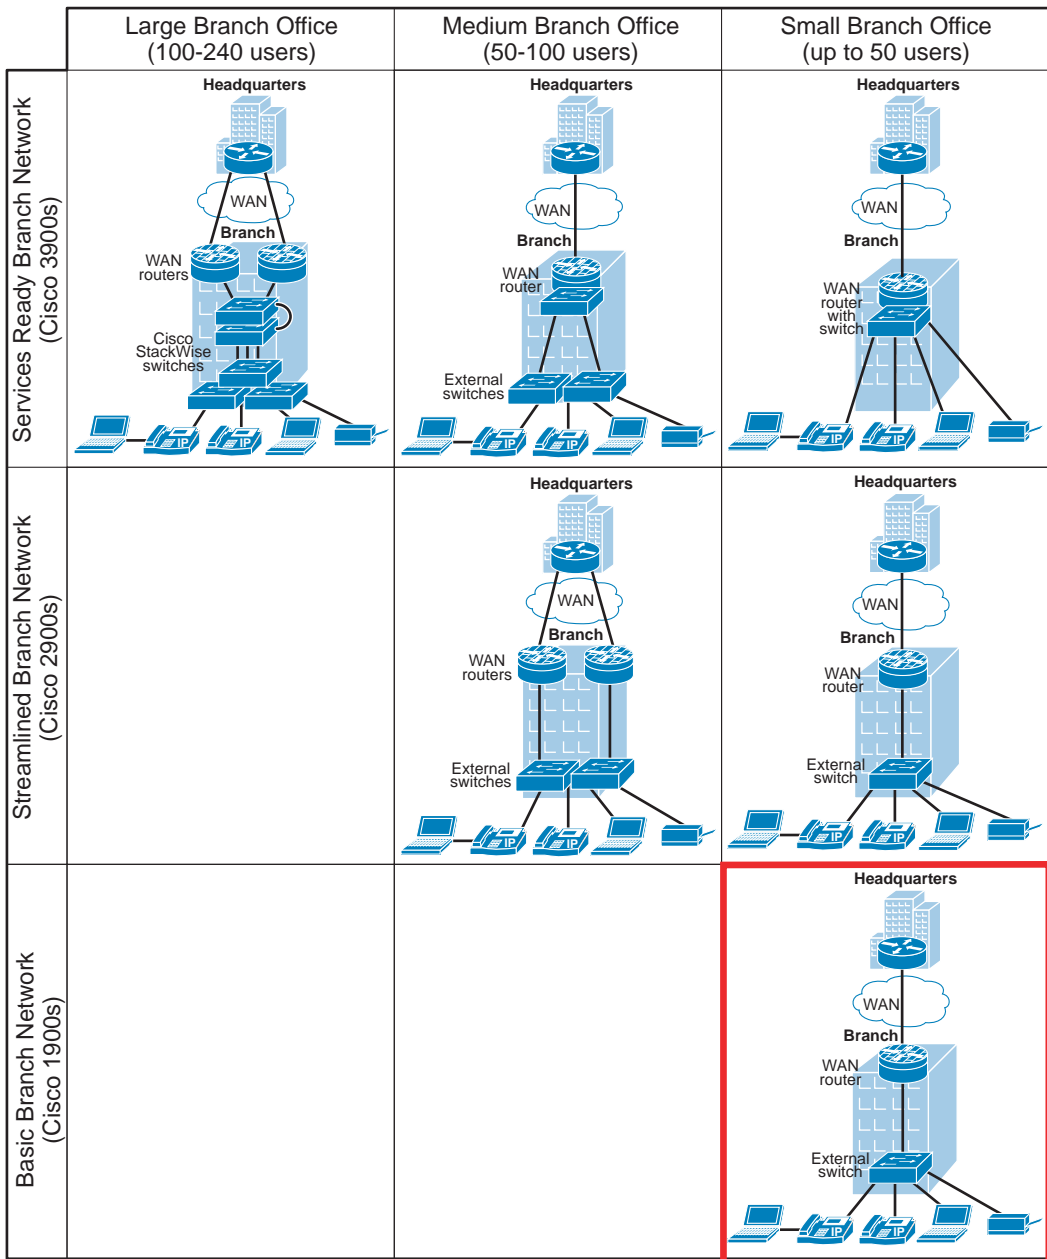 Large Branch Office
(100-240 users)
Medium Branch Office
(50-100 users)
Small Branch Office
(up to 50 users)
Services Ready Branch Network
(Cisco 3900s)
Headquarters
WAN
Branch
WAN
routers
Cisco
StackWise
switches
IP
IP
Headquarters
WAN
Branch
WAN
router
External
switches
IP
IP
Headquarters
WAN
Branch
WAN
router
with
switch
IP
IP
Streamlined Branch Network
(Cisco 2900s)
Headquarters
WAN
Branch
WAN
routers
External
switches
IP
IP
Headquarters
WAN
Branch
WAN
router
External
switch
IP
IP
Basic Branch Network
(Cisco 1900s)
Headquarters
WAN
Branch
WAN
router
External
switch
IP
IP